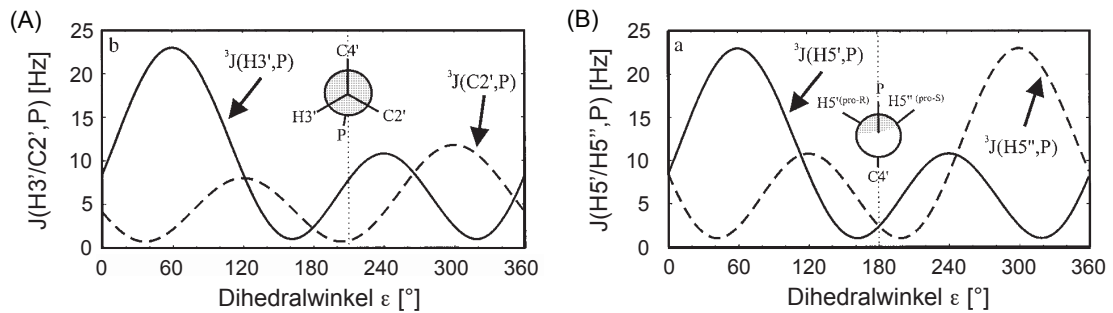 (A)
b
J(H3'/C2',P) [Hz]
25
20
15
10
5
0
³J(H3',P)
³J(C2',P)
C4'
H3'
C2'
P
0 60 120 180 240 300 360
Dihedralwinkel ε [°]
(B)
a
J(H5'/H5",P) [Hz]
25
20
15
10
5
0
³J(H5',P)
³J(H5",P)
P
H5'(pro-R) H5"(pro-S)
C4'
0 60 120 180 240 300 360
Dihedralwinkel ε [°]